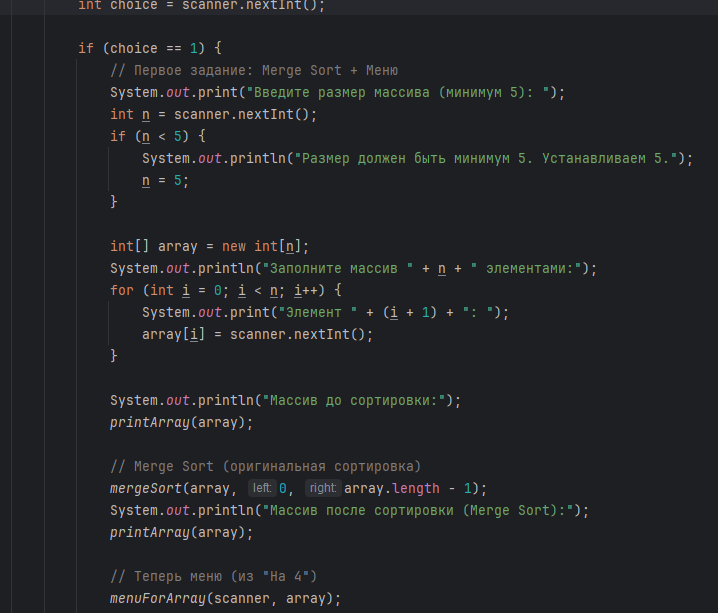 int choice = scanner.nextInt();
if (choice == 1) {
// Первое задание: Merge Sort + Меню
System.out.print("Введите размер массива (минимум 5): ");
int n = scanner.nextInt();
if (n < 5) {
System.out.println("Размер должен быть минимум 5. Устанавливаем 5.");
n = 5;
}
int[] array = new int[n];
System.out.println("Заполните массив " + n + " элементами:");
for (int i = 0; i < n; i++) {
System.out.print("Элемент " + (i + 1) + ": ");
array[i] = scanner.nextInt();
}
System.out.println("Массив до сортировки:");
printArray(array);
// Merge Sort (оригинальная сортировка)
mergeSort(array, left: 0, right: array.length - 1);
System.out.println("Массив после сортировки (Merge Sort):");
printArray(array);
// Теперь меню (из "На 4")
menuForArray(scanner, array);